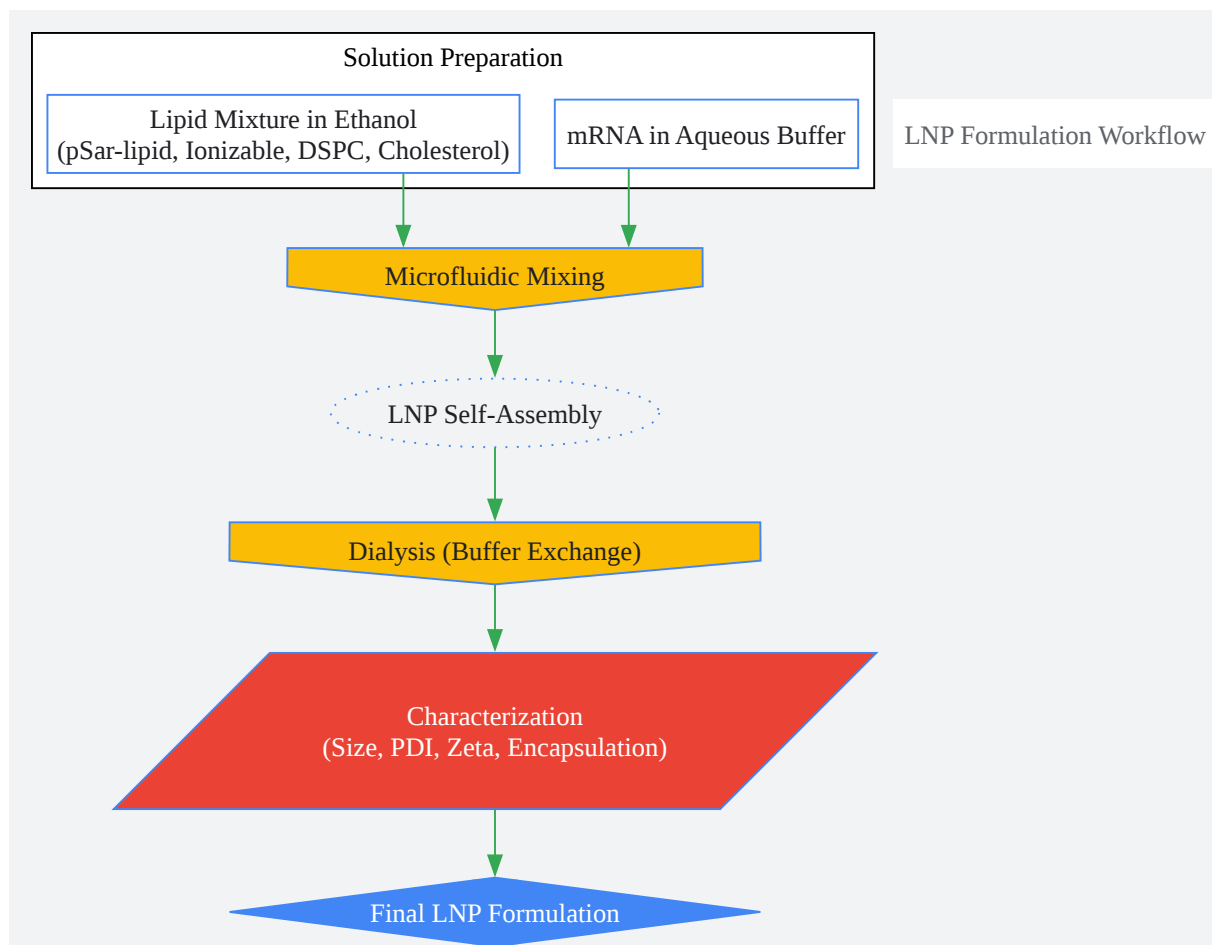 Solution Preparation
Lipid Mixture in Ethanol
(pSar-lipid, Ionizable, DSPC, Cholesterol)
mRNA in Aqueous Buffer
LNP Formulation Workflow
Microfluidic Mixing
LNP Self-Assembly
Dialysis (Buffer Exchange)
Characterization
(Size, PDI, Zeta, Encapsulation)
Final LNP Formulation